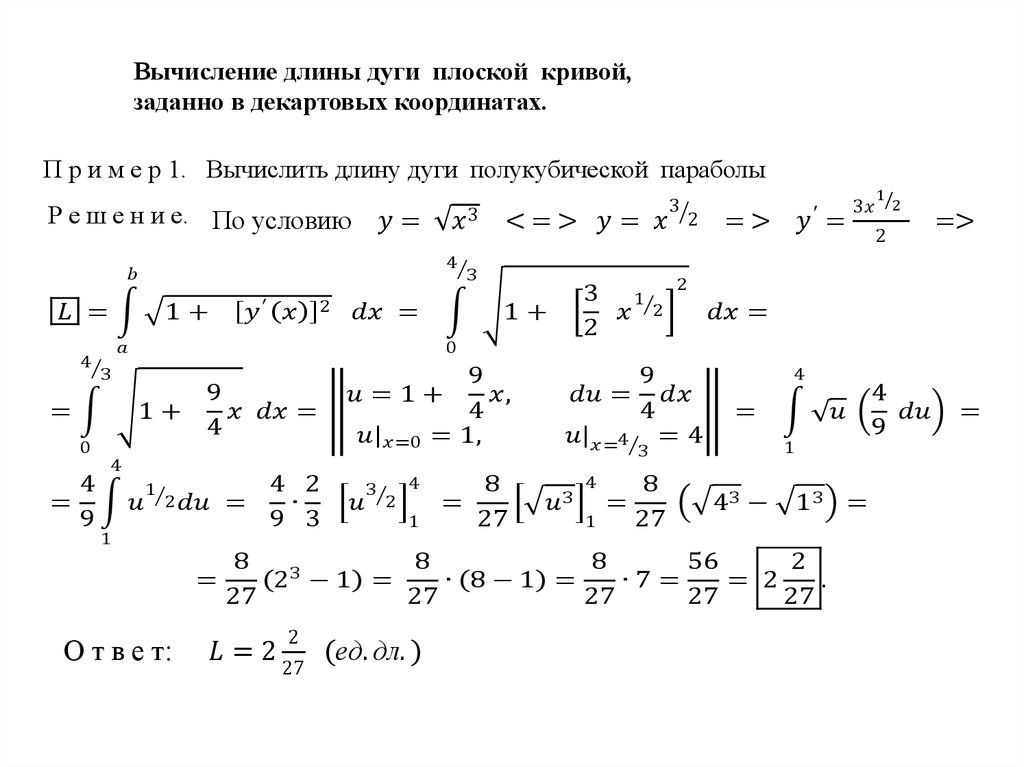 Вычисление длины дуги плоской кривой,
заданно в декартовых координатах.
П р и м е р 1. Вычислить длину дуги полукубической параболы
Р е ш е н и е. По условию y = √x³ <=> y = x^3/2 => y′ = 3x^1/2 / 2 =>
L = ∫_a^b √(1 + [y′(x)]²) dx = ∫_0^4/3 √(1 + [3/2 x^1/2]²) dx =
= ∫_0^4/3 √(1 + 9/4 x) dx = ‖ u = 1 + 9/4 x, du = 9/4 dx u|x=0 = 1, u|x=4/3 = 4 ‖ = ∫_1^4 √u (4/9 du) =
= 4/9 ∫_1^4 u^1/2 du = 4/9 · 2/3 [u^3/2]_1^4 = 8/27 [√u³]_1^4 = 8/27 (√4³ − √1³) =
= 8/27 (2³ − 1) = 8/27 · (8 − 1) = 8/27 · 7 = 56/27 = 2 2/27.
О т в е т: L = 2 2/27 (ед. дл. )